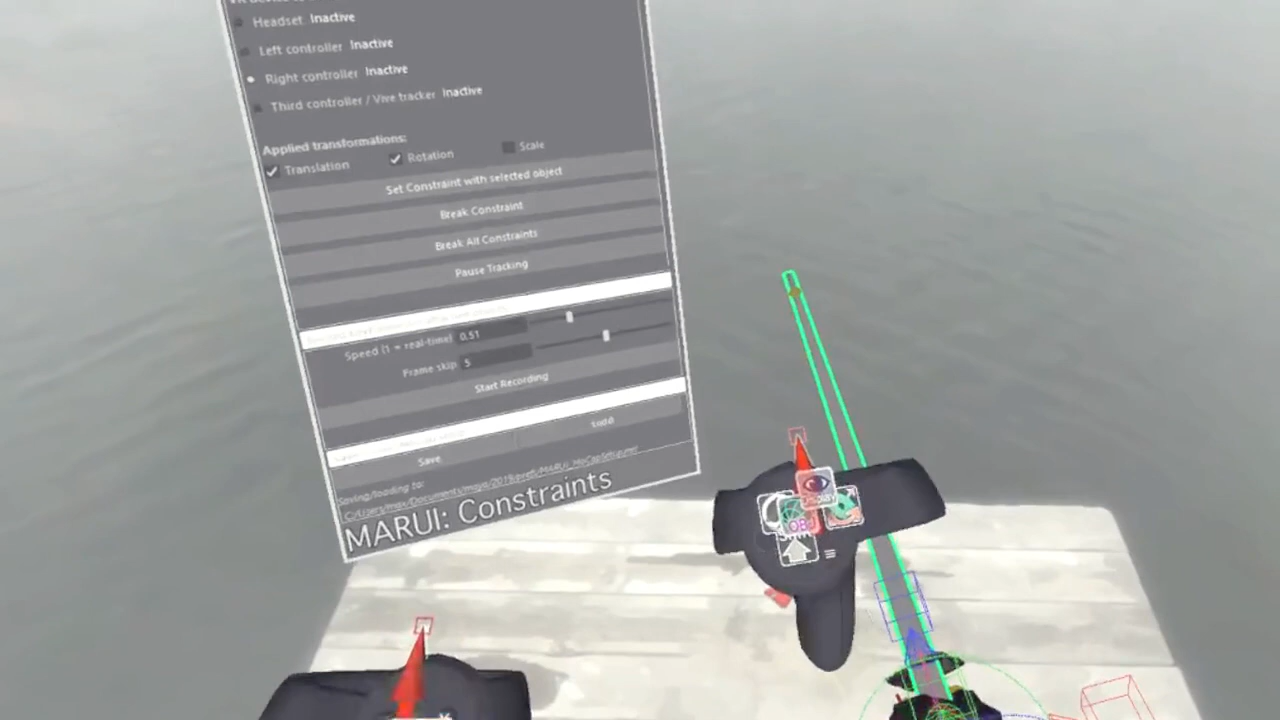 Headset Inactive
Left controller Inactive
Right controller Inactive
Third controller / Vive tracker Inactive
Applied transformations:
Translation Rotation Scale
Set Constraint with selected object
Break Constraint
Break All Constraints
Pause Tracking
Speed (1 = real-time) 0.51
Frame skip 5
Start Recording
Save
Saving/loading to:
MARUI: Constraints
OBJ